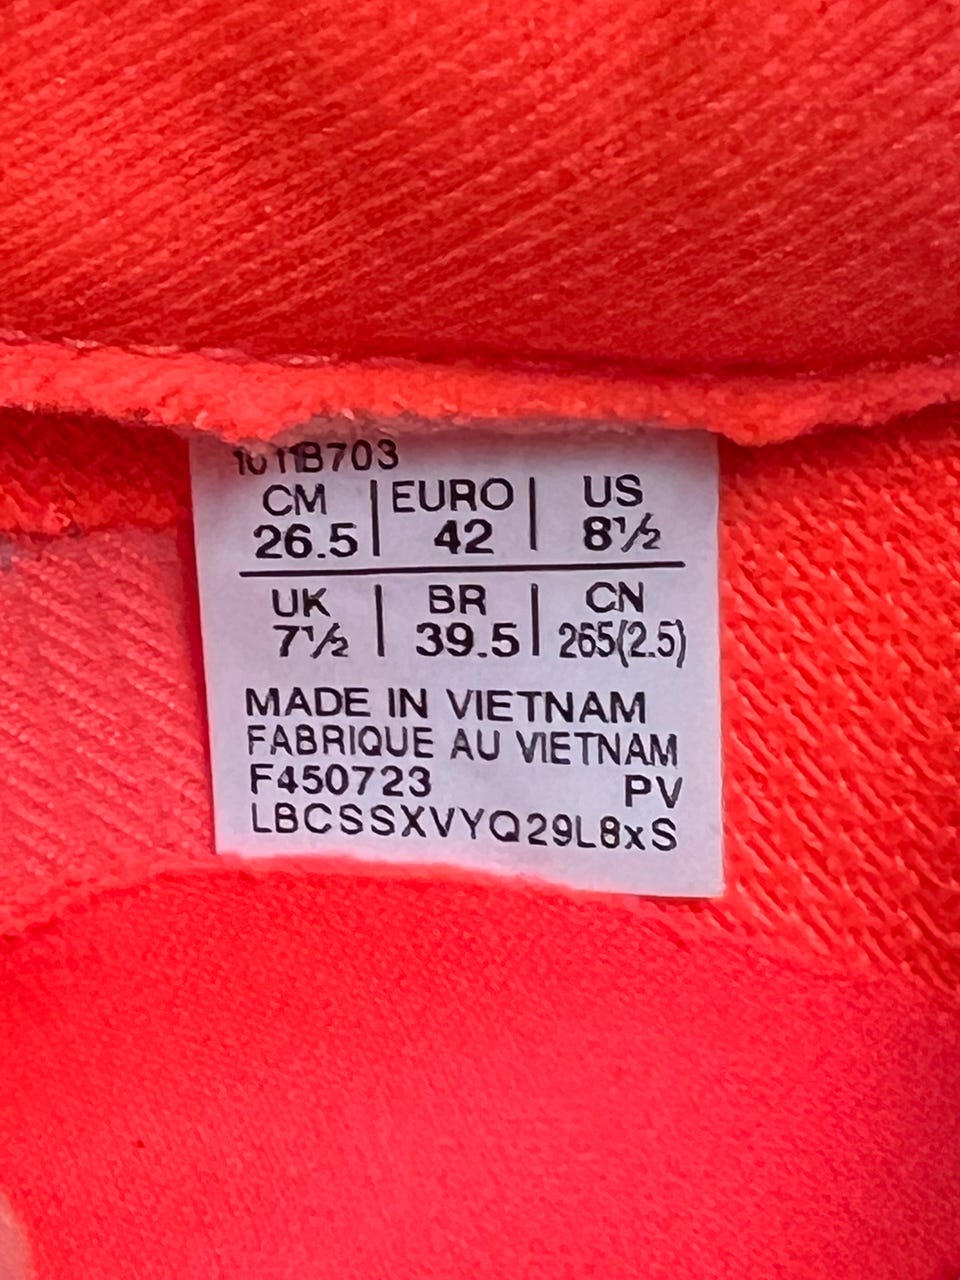 1011B703
CM | EURO | US
26.5 | 42 | 8½
UK | BR | CN
7½ | 39.5 | 265(2.5)
MADE IN VIETNAM
FABRIQUE AU VIETNAM
F450723 PV
LBCSSXVYQ29L8xS